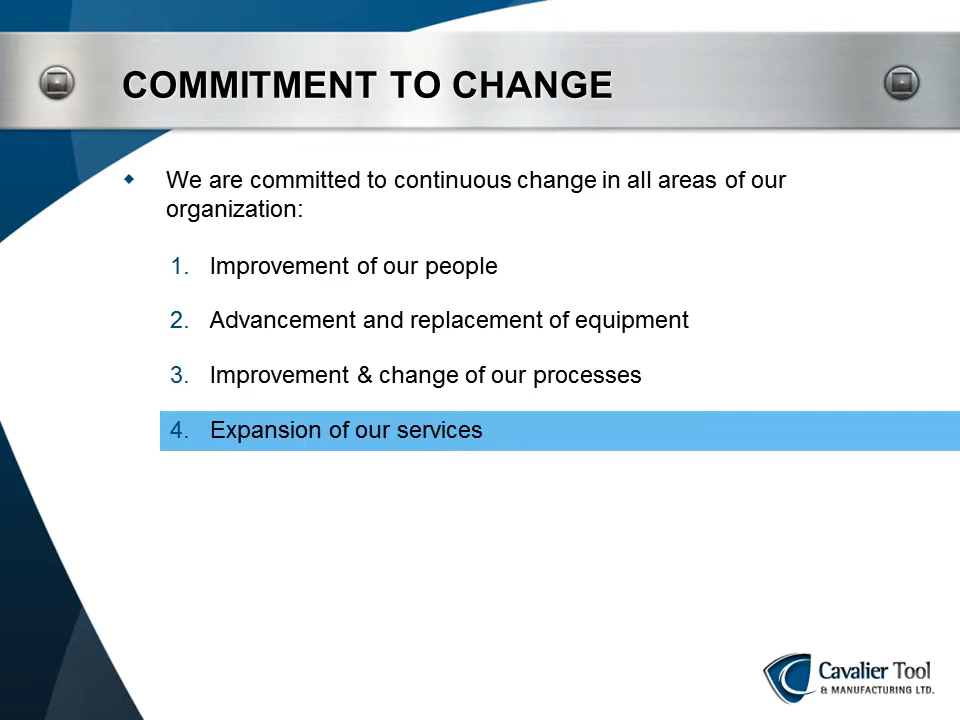 COMMITMENT TO CHANGE
We are committed to continuous change in all areas of our
organization:
1. Improvement of our people
2. Advancement and replacement of equipment
3. Improvement & change of our processes
4. Expansion of our services
Cavalier Tool
& MANUFACTURING LTD.